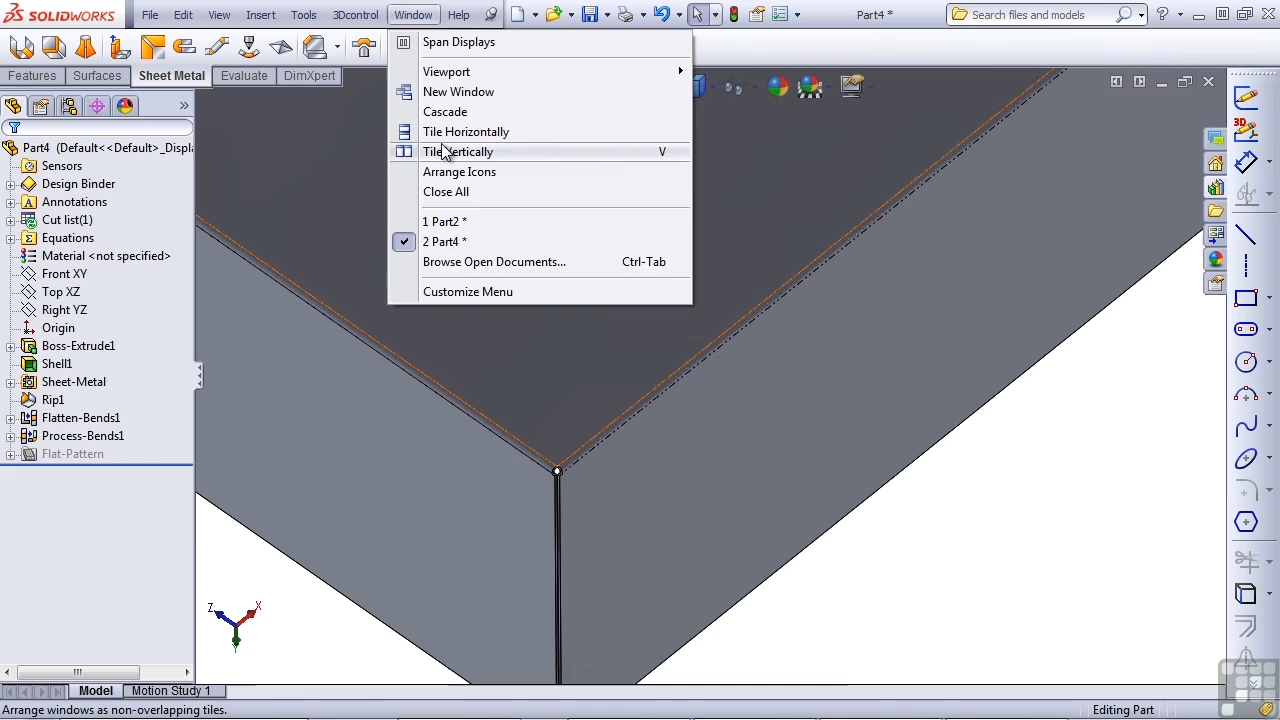 SOLIDWORKS File Edit View Insert Tools 3Dcontrol Window Help Part4 * Search files and models
Features Surfaces Sheet Metal Evaluate DimXpert
Span Displays
Viewport
New Window
Cascade
Tile Horizontally
Tile Vertically V
Arrange Icons
Close All
1 Part2 *
2 Part4 *
Browse Open Documents... Ctrl-Tab
Customize Menu
Part4 (Default<<Default>_Displa
Sensors
Design Binder
Annotations
Cut list(1)
Equations
Material <not specified>
Front XY
Top XZ
Right YZ
Origin
Boss-Extrude1
Shell1
Sheet-Metal
Rip1
Flatten-Bends1
Process-Bends1
Flat-Pattern
3D
Z X
Y
Model Motion Study 1
Arrange windows as non-overlapping tiles. Editing Part